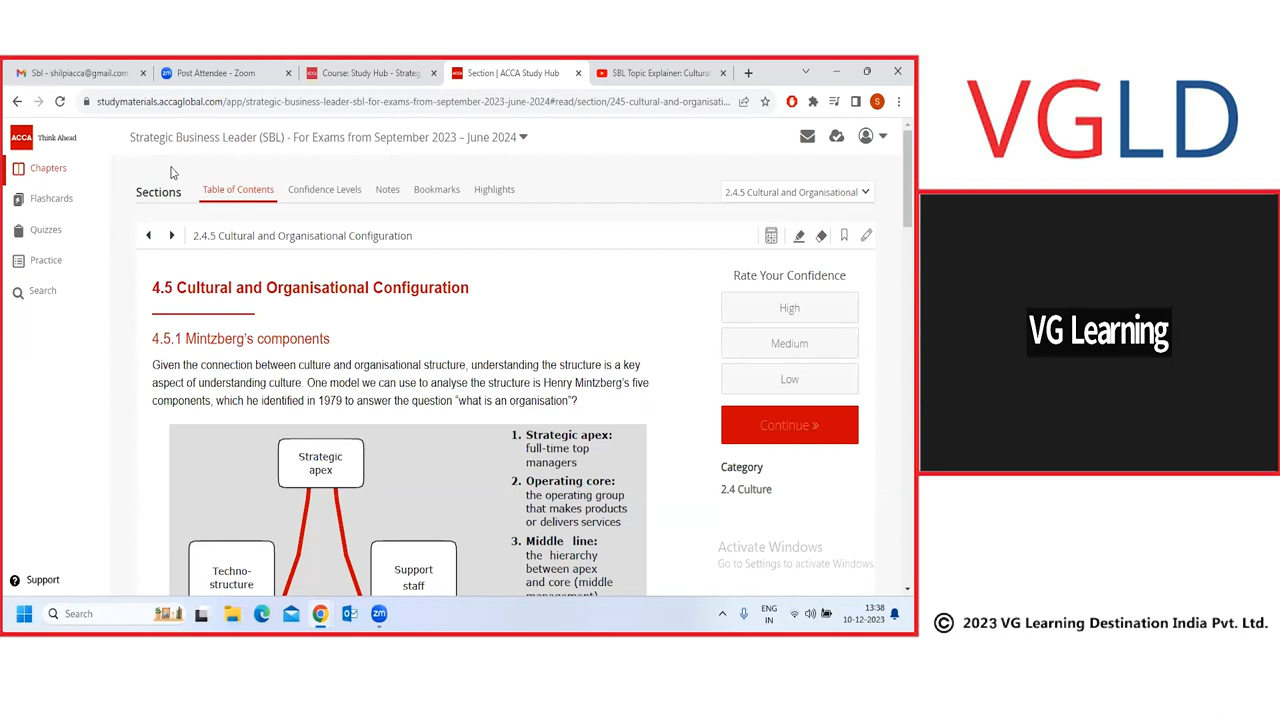 Sbl - shilpiacca@gmail.com
Post Attendee - Zoom
Course: Study Hub - Strateg
Section | ACCA Study Hub
SBL Topic Explainer: Cultural
studymaterials.accaglobal.com/app/strategic-business-leader-sbl-for-exams-from-september-2023-june-2024#read/section/245-cultural-and-organisati...
S
ACCA Think Ahead
Strategic Business Leader (SBL) - For Exams from September 2023 – June 2024
Chapters
Flashcards
Quizzes
Practice
Search
Support
Sections
Table of Contents
Confidence Levels
Notes
Bookmarks
Highlights
2.4.5 Cultural and Organisational
2.4.5 Cultural and Organisational Configuration
4.5 Cultural and Organisational Configuration
4.5.1 Mintzberg's components
Given the connection between culture and organisational structure, understanding the structure is a key
aspect of understanding culture. One model we can use to analyse the structure is Henry Mintzberg's five
components, which he identified in 1979 to answer the question "what is an organisation"?
Strategic
apex
Techno-
structure
Support
staff
1. Strategic apex:
full-time top
managers
2. Operating core:
the operating group
that makes products
or delivers services
3. Middle line:
the hierarchy
between apex
and core (middle
management)
Rate Your Confidence
High
Medium
Low
Continue »
Category
2.4 Culture
Activate Windows
Go to Settings to activate Windows.
Search
ENG
IN
13:38
10-12-2023
VGLD
VG Learning
© 2023 VG Learning Destination India Pvt. Ltd.